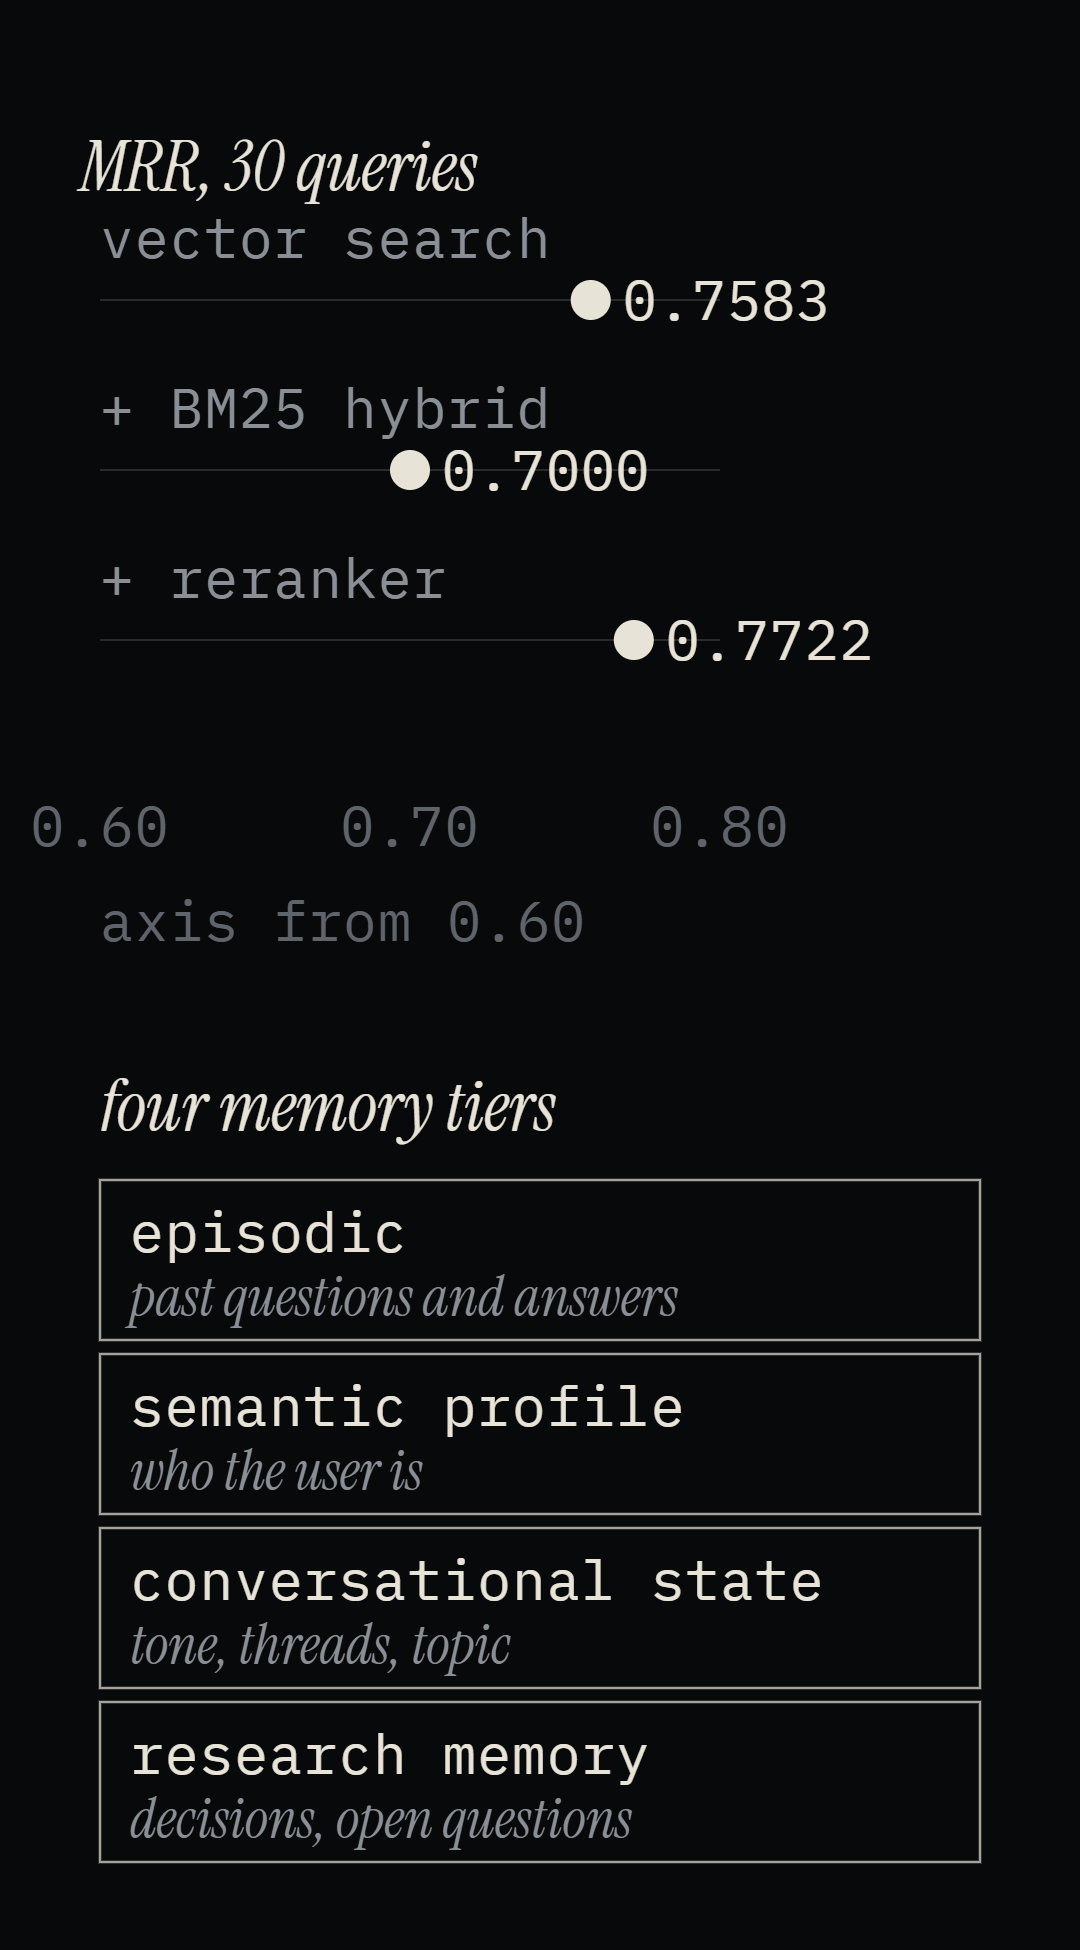 MRR, 30 queries
vector search
0.7583
+ BM25 hybrid
0.7000
+ reranker
0.7722
0.60 0.70 0.80
axis from 0.60
four memory tiers
episodic
past questions and answers
semantic profile
who the user is
conversational state
tone, threads, topic
research memory
decisions, open questions